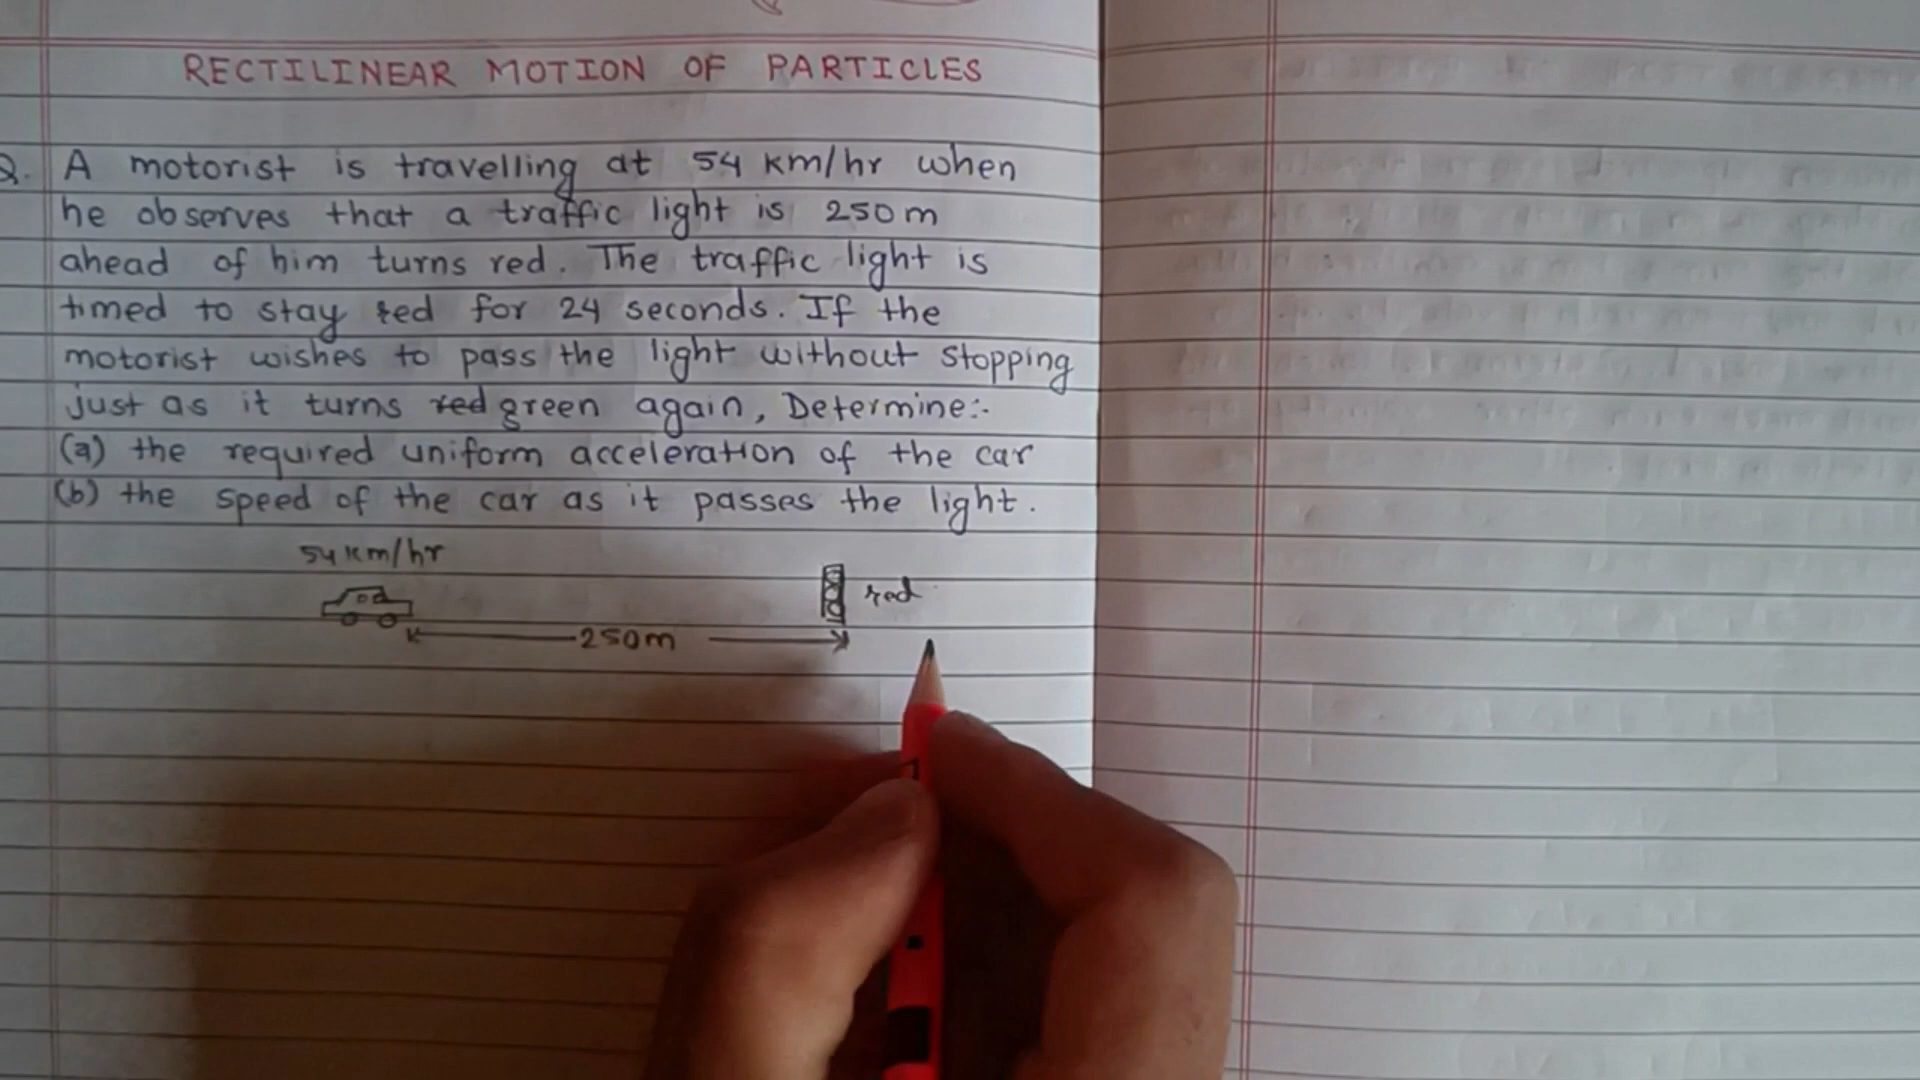 RECTILINEAR MOTION OF PARTICLES
Q. A motorist is travelling at 54 km/hr when
he observes that a traffic light is 250m
ahead of him turns red. The traffic light is
timed to stay red for 24 seconds. If the
motorist wishes to pass the light without stopping
just as it turns red green again, Determine:-
(a) the required uniform acceleration of the car
(b) the speed of the car as it passes the light.
54 km/hr
red
250m